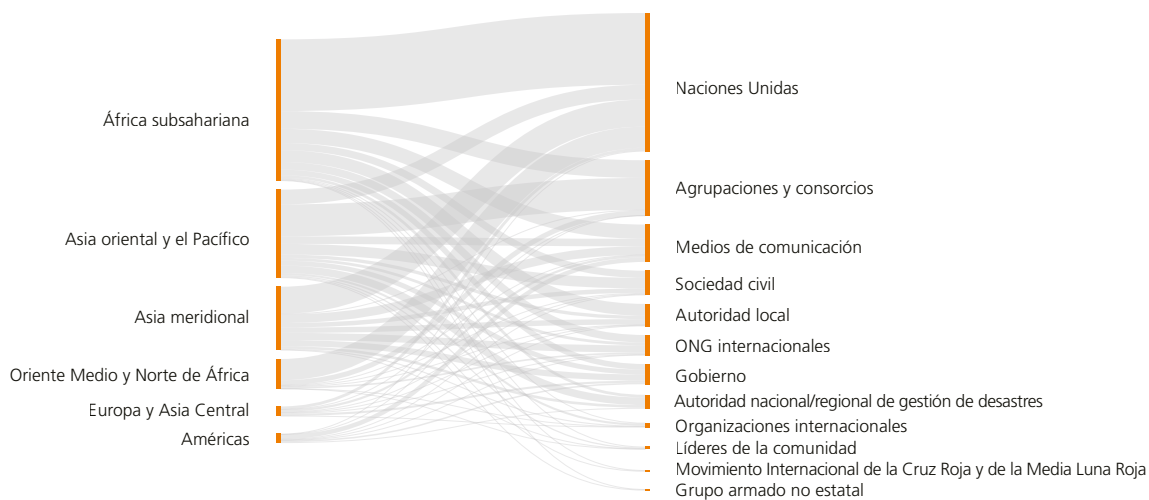 África subsahariana
Asia oriental y el Pacífico
Asia meridional
Oriente Medio y Norte de África
Europa y Asia Central
Américas
Naciones Unidas
Agrupaciones y consorcios
Medios de comunicación
Sociedad civil
Autoridad local
ONG internacionales
Gobierno
Autoridad nacional/regional de gestión de desastres
Organizaciones internacionales
Líderes de la comunidad
Movimiento Internacional de la Cruz Roja y de la Media Luna Roja
Grupo armado no estatal